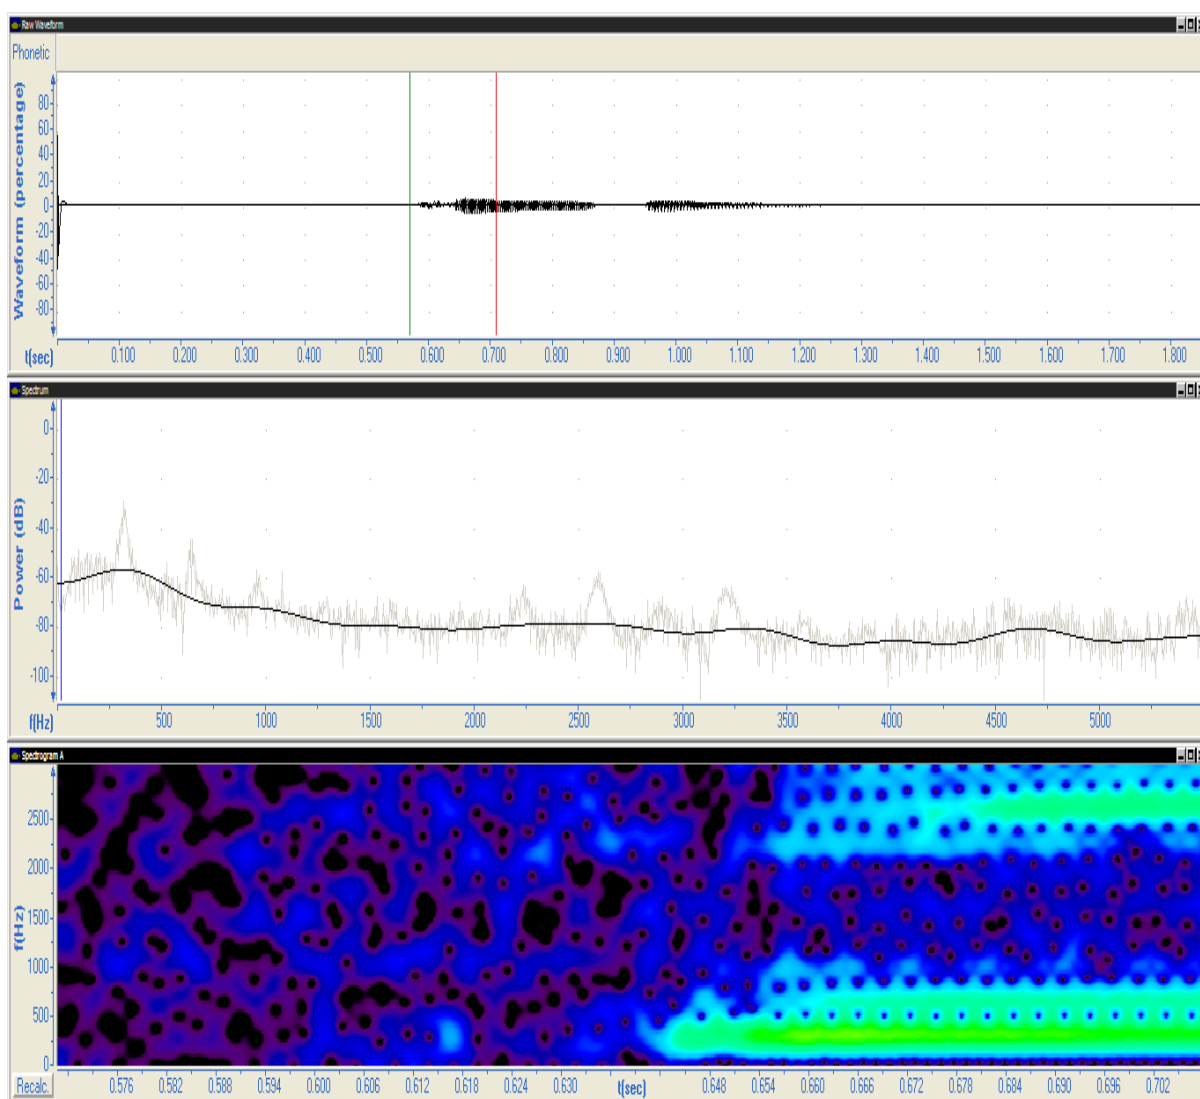 Raw Waveform
Phonetic
Waveform (percentage)
80
60
40
20
0
-20
-40
-60
-80
t(sec) 0.100 0.200 0.300 0.400 0.500 0.600 0.700 0.800 0.900 1.000 1.100 1.200 1.300 1.400 1.500 1.600 1.700 1.800
Spectrum
Power (dB)
0
-20
-40
-60
-80
-100
f(Hz) 500 1000 1500 2000 2500 3000 3500 4000 4500 5000
Spectrogram A
f(Hz)
2500
2000
1500
1000
500
0
Recalc. 0.576 0.582 0.588 0.594 0.600 0.606 0.612 0.618 0.624 0.630 t(sec) 0.648 0.654 0.660 0.666 0.672 0.678 0.684 0.690 0.696 0.702